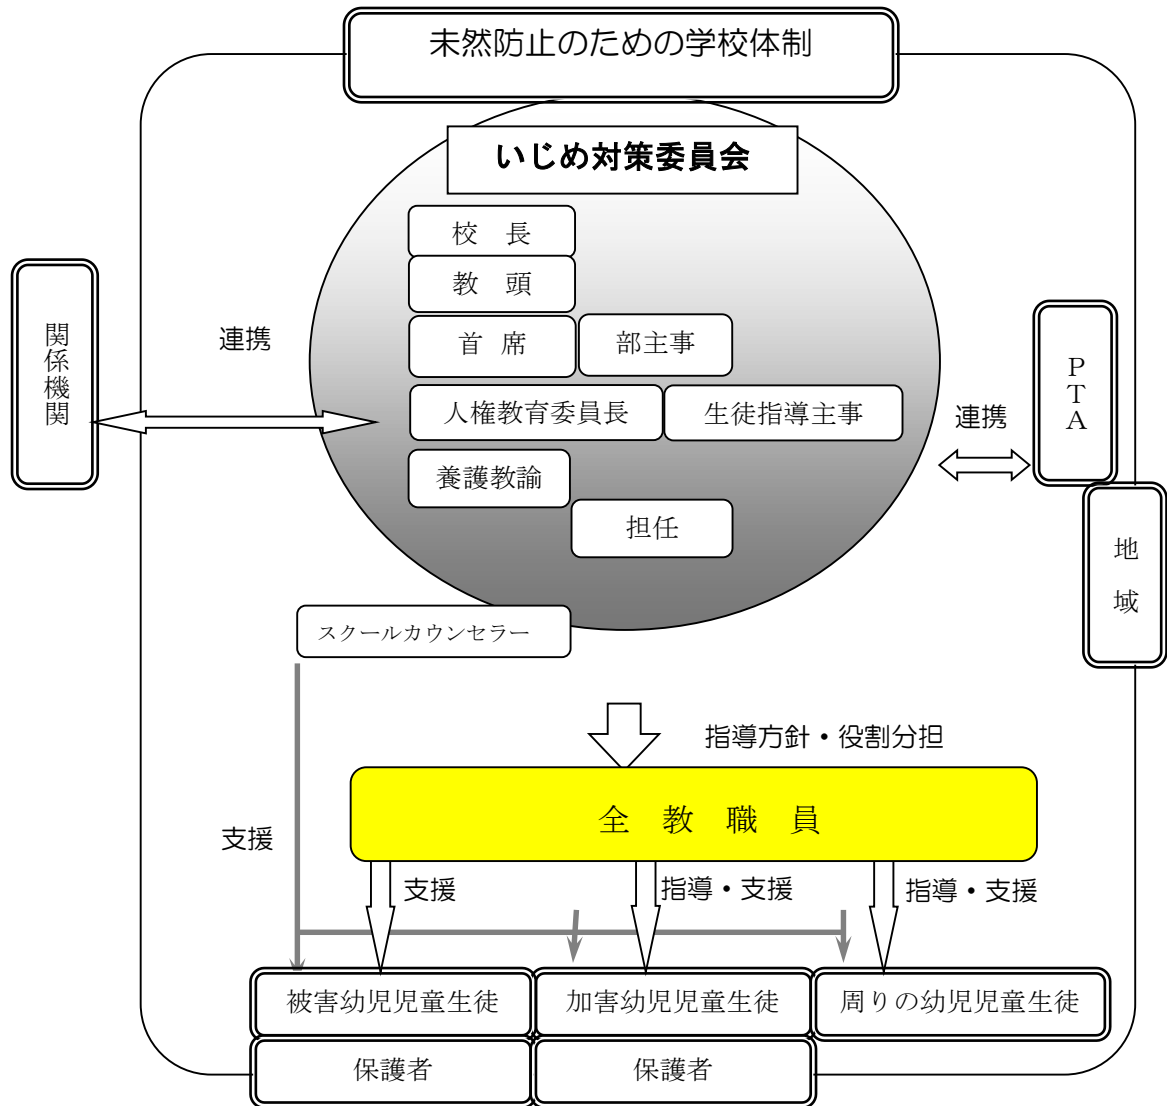 未然防止のための学校体制
いじめ対策委員会
校　長
教　頭
首 席
部主事
人権教育委員長
生徒指導主事
養護教諭
担任
スクールカウンセラー
関係機関
連携
連携
ＰＴＡ
地域
指導方針・役割分担
全　教　職　員
支援
支援
指導・支援
指導・支援
被害幼児児童生徒
加害幼児児童生徒
周りの幼児児童生徒
保護者
保護者